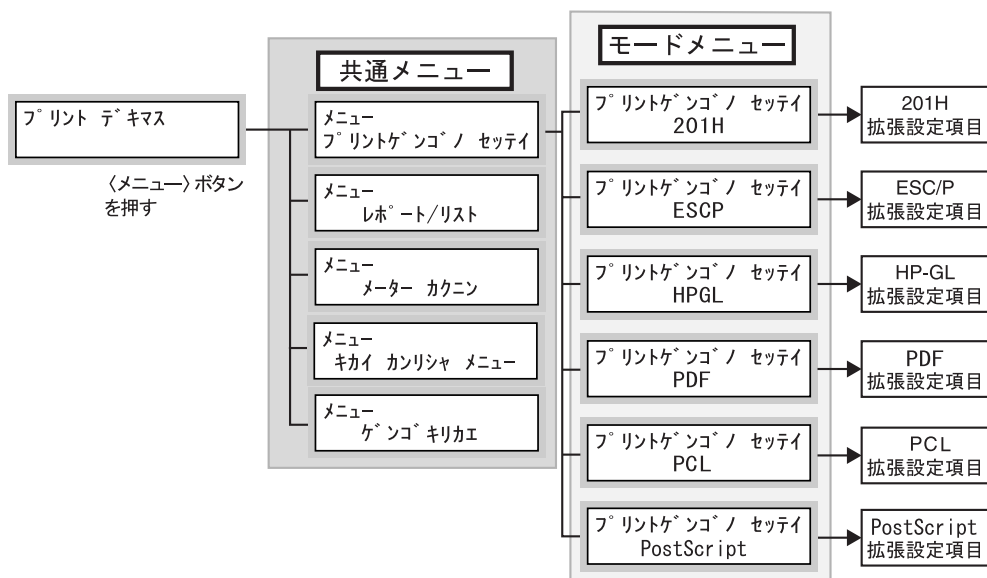 プリント デキマス
〈メニュー〉ボタン
を押す
共通メニュー
メニュー
プリントゲンゴノ セッテイ
メニュー
レポート/リスト
メニュー
メーター カクニン
メニュー
キカイ カンリシャ メニュー
メニュー
ゲンゴキリカエ
モードメニュー
プリントゲンゴノ セッテイ
201H
プリントゲンゴノ セッテイ
ESCP
プリントゲンゴノ セッテイ
HPGL
プリントゲンゴノ セッテイ
PDF
プリントゲンゴノ セッテイ
PCL
プリントゲンゴノ セッテイ
PostScript
201H
拡張設定項目
ESC/P
拡張設定項目
HP-GL
拡張設定項目
PDF
拡張設定項目
PCL
拡張設定項目
PostScript
拡張設定項目